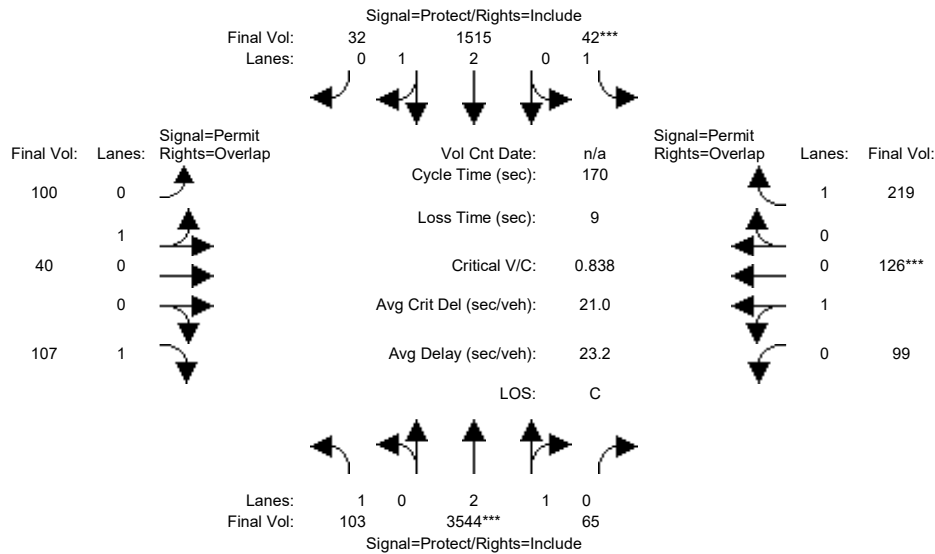 Signal=Protect/Rights=Include
Final Vol: 32 1515 42***
Lanes: 0 1 2 0 1
Signal=Permit Signal=Permit
Final Vol: Lanes: Rights=Overlap Vol Cnt Date: n/a Rights=Overlap Lanes: Final Vol:
Cycle Time (sec): 170
100 0 1 219
Loss Time (sec): 9
1 0
40 0 Critical V/C: 0.838 0 126***
0 Avg Crit Del (sec/veh): 21.0 1
107 1 Avg Delay (sec/veh): 23.2 0 99
LOS: C
Lanes: 1 0 2 1 0
Final Vol: 103 3544*** 65
Signal=Protect/Rights=Include